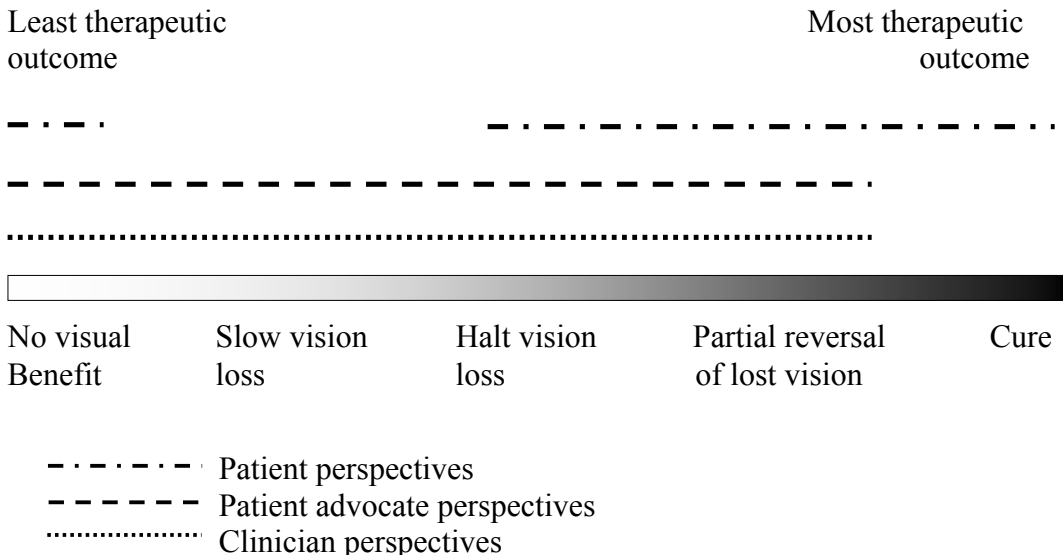 Least therapeutic
outcome
Most therapeutic
outcome
No visual
Benefit
Slow vision
loss
Halt vision
loss
Partial reversal
of lost vision
Cure
Patient perspectives
Patient advocate perspectives
Clinician perspectives